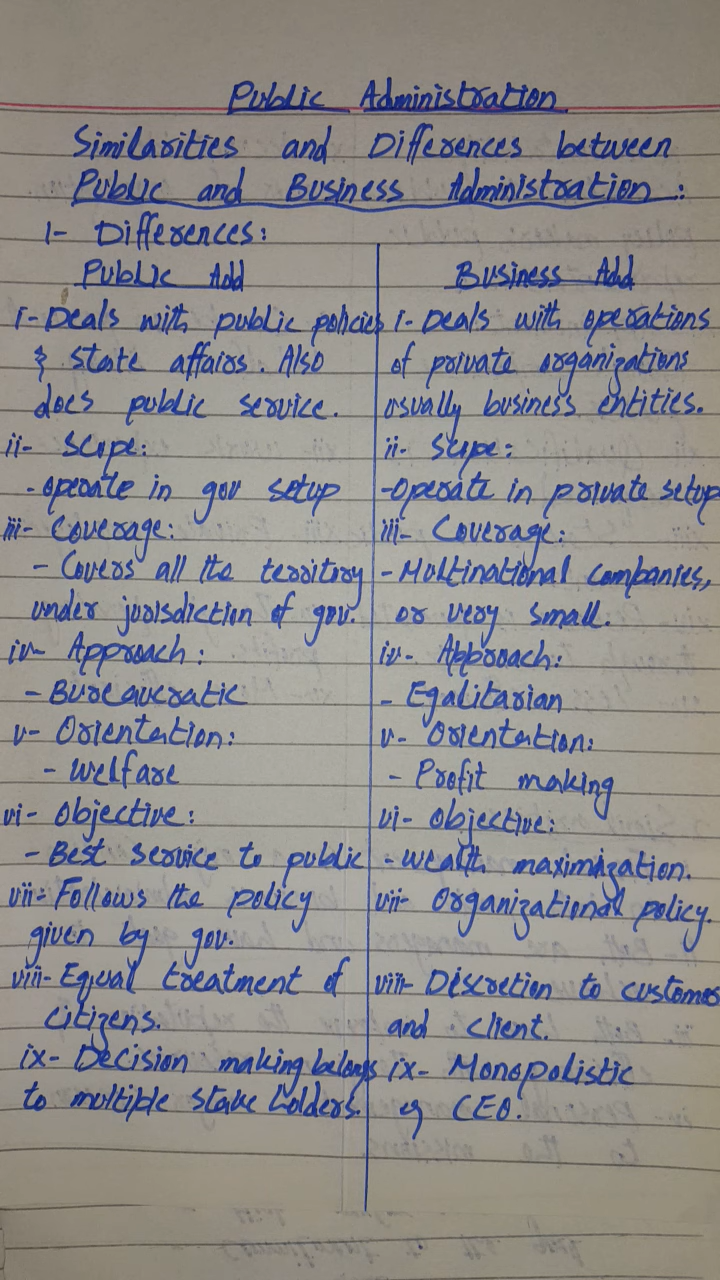 Public Administration
Similarities and Differences between
Public and Business Administration :
1- Differences:
Public Add
i- Deals with public policies
& state affairs. Also
does public service.
ii- Scope:
- operate in gov setup
iii- Coverage:
- Covers all the territory
under jurisdiction of gov.
iv- Approach :
- Bureaucratic
v- Orientation:
- Welfare
vi- Objective:
- Best service to public
vii- Follows the policy
given by gov.
viii- Equal treatment of
citizens.
ix- Decision making belongs
to multiple stake holders.
Business Add
i- Deals with operations
of private organizations
usually business entities.
ii- Scope:
- Operate in private setup
iii- Coverage:
- Multinational companies,
or very small.
iv- Approach:
- Egalitarian
v- Orientation:
- Profit making
vi- Objective:
- wealth maximization.
vii- Organizational policy.
viii- Discretion to customes
and client.
ix- Monopolistic
eg CEO.